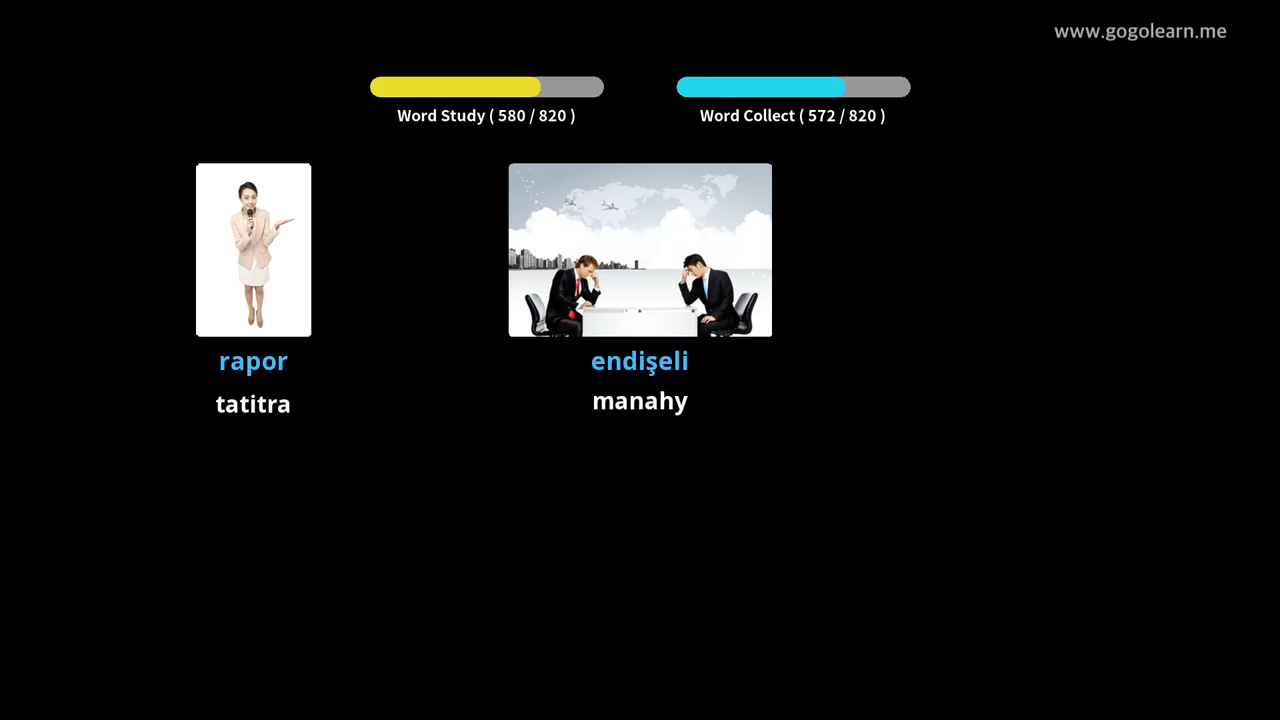 www.gogolearn.me
Word Study ( 580 / 820 )
Word Collect ( 572 / 820 )
rapor
tatitra
endişeli
manahy